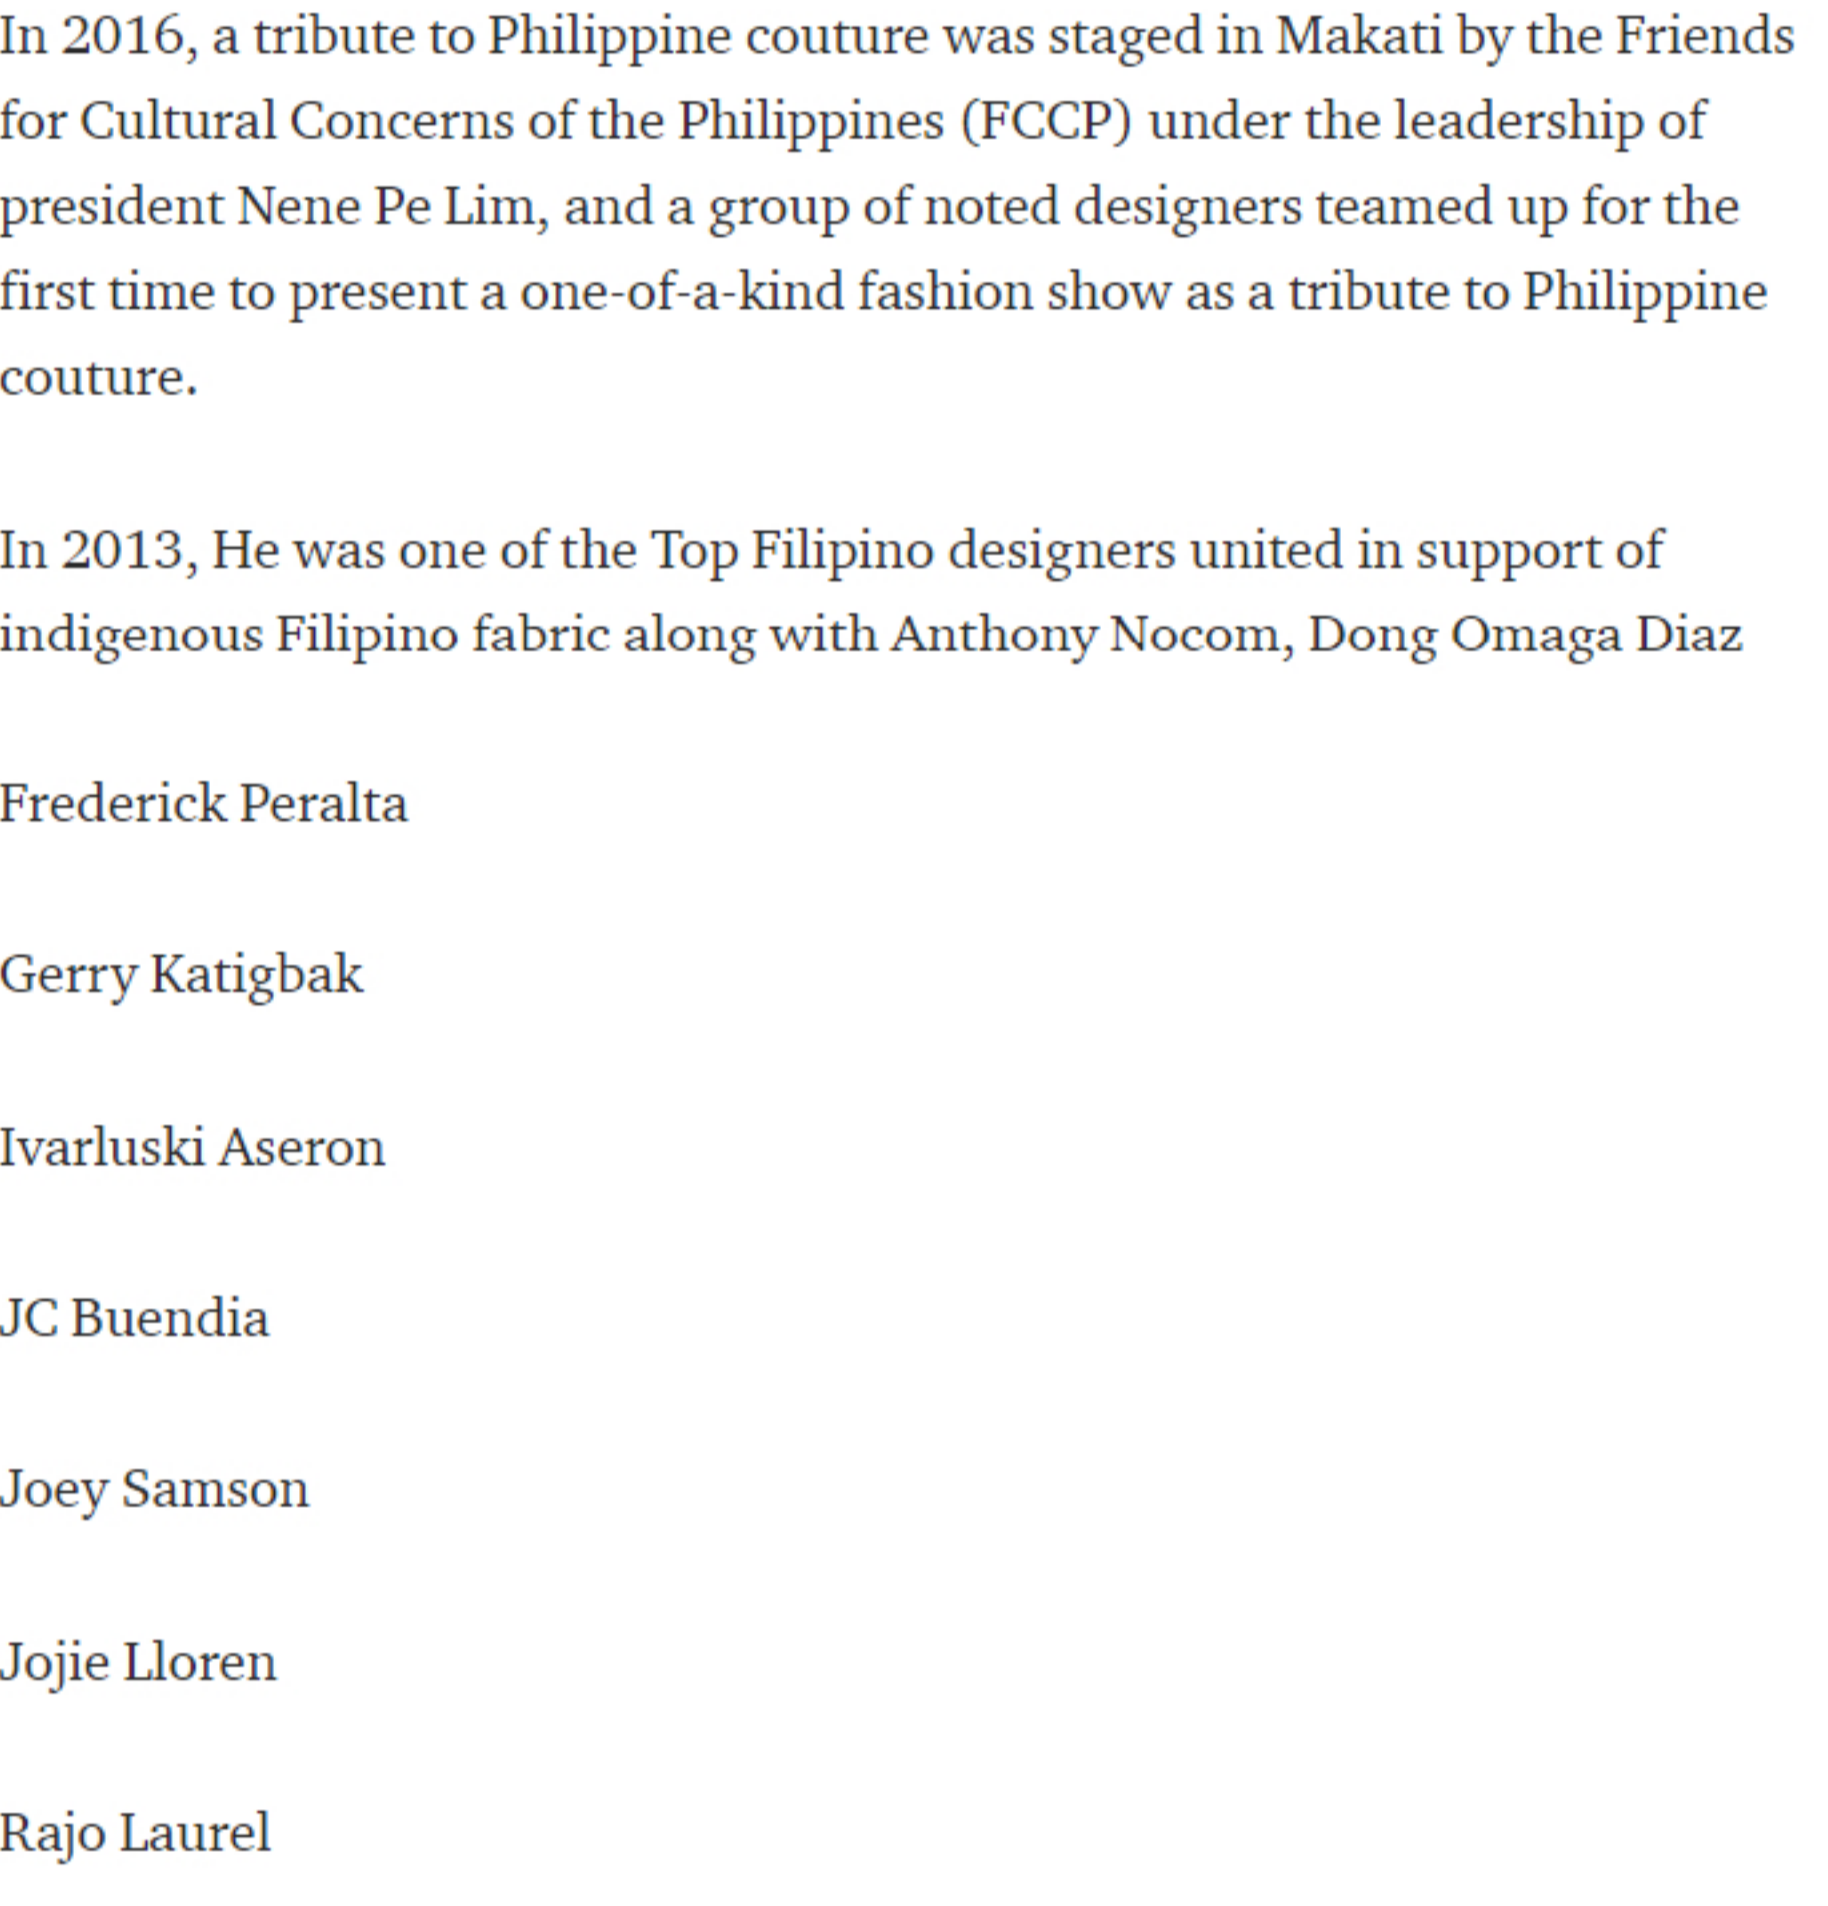 In 2016, a tribute to Philippine couture was staged in Makati by the Friends
for Cultural Concerns of the Philippines (FCCP) under the leadership of
president Nene Pe Lim, and a group of noted designers teamed up for the
first time to present a one-of-a-kind fashion show as a tribute to Philippine
couture.
In 2013, He was one of the Top Filipino designers united in support of
indigenous Filipino fabric along with Anthony Nocom, Dong Omaga Diaz
Frederick Peralta
Gerry Katigbak
Ivarluski Aseron
JC Buendia
Joey Samson
Jojie Lloren
Rajo Laurel